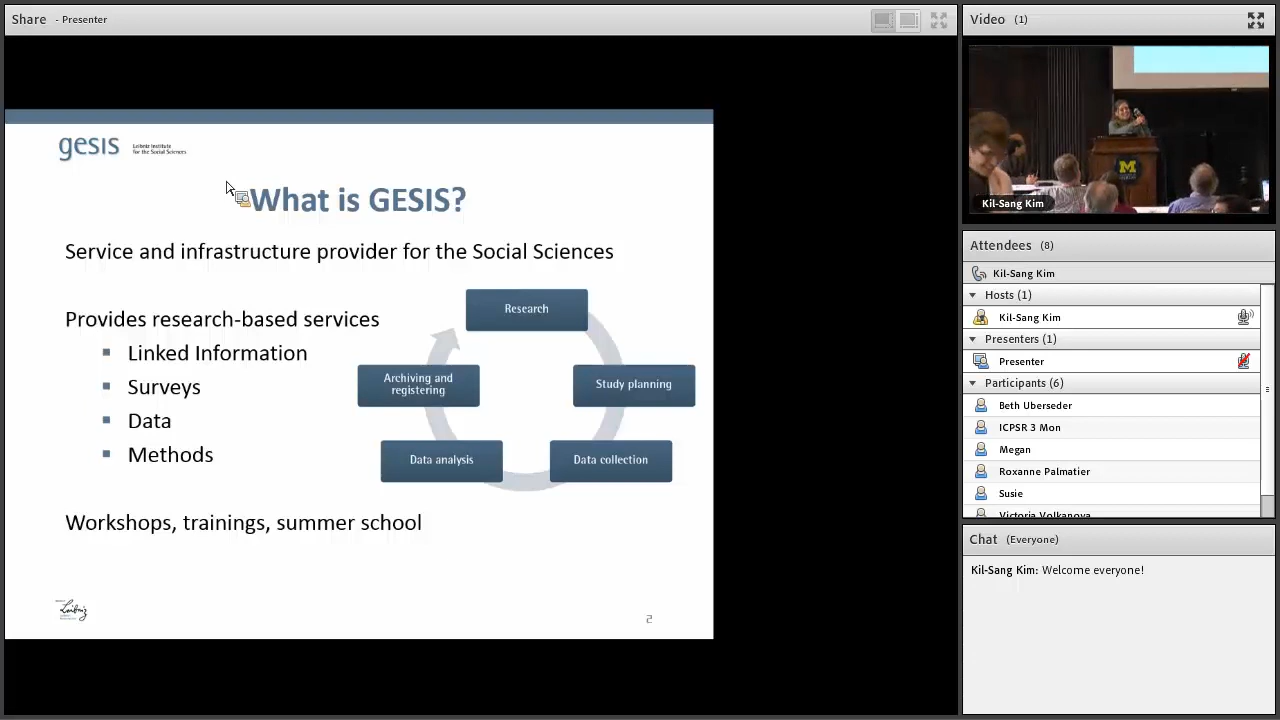 Share - Presenter
gesis Leibniz Institute
for the Social Sciences
What is GESIS?
Service and infrastructure provider for the Social Sciences
Provides research-based services
Linked Information
Surveys
Data
Methods
Workshops, trainings, summer school
Research
Study planning
Data collection
Data analysis
Archiving and
registering
Leibniz
2
Video (1)
M
Kil-Sang Kim
Attendees (8)
Kil-Sang Kim
Hosts (1)
Kil-Sang Kim
Presenters (1)
Presenter
Participants (6)
Beth Uberseder
ICPSR 3 Mon
Megan
Roxanne Palmatier
Susie
Victoria Volkanova
Chat (Everyone)
Kil-Sang Kim: Welcome everyone!